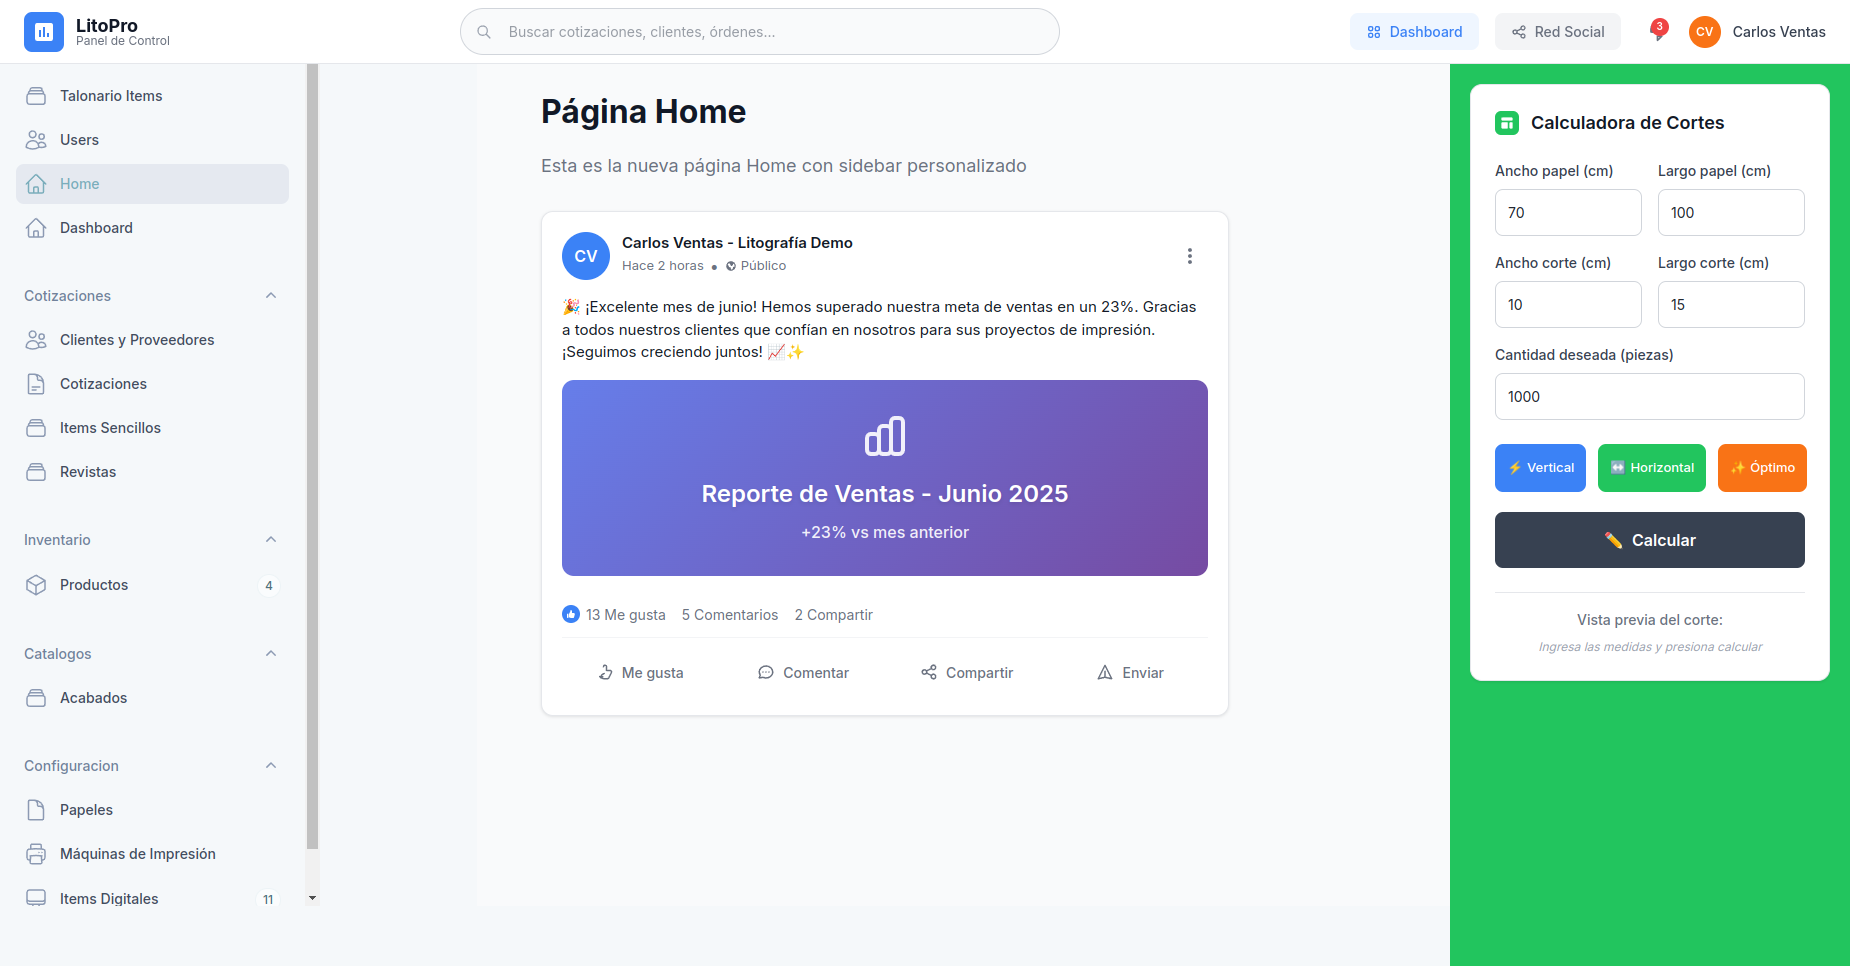 LitoPro
Panel de Control
Buscar cotizaciones, clientes, órdenes...
Dashboard
Red Social
3
CV
Carlos Ventas
Talonario Items
Users
Home
Dashboard
Cotizaciones
Clientes y Proveedores
Cotizaciones
Items Sencillos
Revistas
Inventario
Productos
4
Catalogos
Acabados
Configuracion
Papeles
Máquinas de Impresión
Items Digitales
11
Página Home
Esta es la nueva página Home con sidebar personalizado
CV
Carlos Ventas - Litografía Demo
Hace 2 horas • Público
🎉 ¡Excelente mes de junio! Hemos superado nuestra meta de ventas en un 23%. Gracias
a todos nuestros clientes que confían en nosotros para sus proyectos de impresión.
¡Seguimos creciendo juntos! 📈✨
Reporte de Ventas - Junio 2025
+23% vs mes anterior
13 Me gusta
5 Comentarios
2 Compartir
Me gusta
Comentar
Compartir
Enviar
Calculadora de Cortes
Ancho papel (cm)
Largo papel (cm)
70
100
Ancho corte (cm)
Largo corte (cm)
10
15
Cantidad deseada (piezas)
1000
⚡ Vertical
↔️ Horizontal
✨ Óptimo
✏️ Calcular
Vista previa del corte:
Ingresa las medidas y presiona calcular